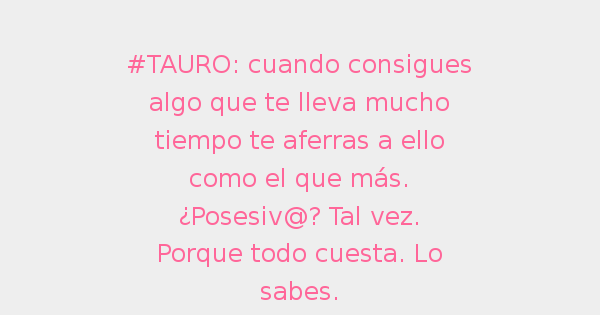 #TAURO: cuando consigues
algo que te lleva mucho
tiempo te aferras a ello
como el que más.
¿Posesiv@? Tal vez.
Porque todo cuesta. Lo
sabes.